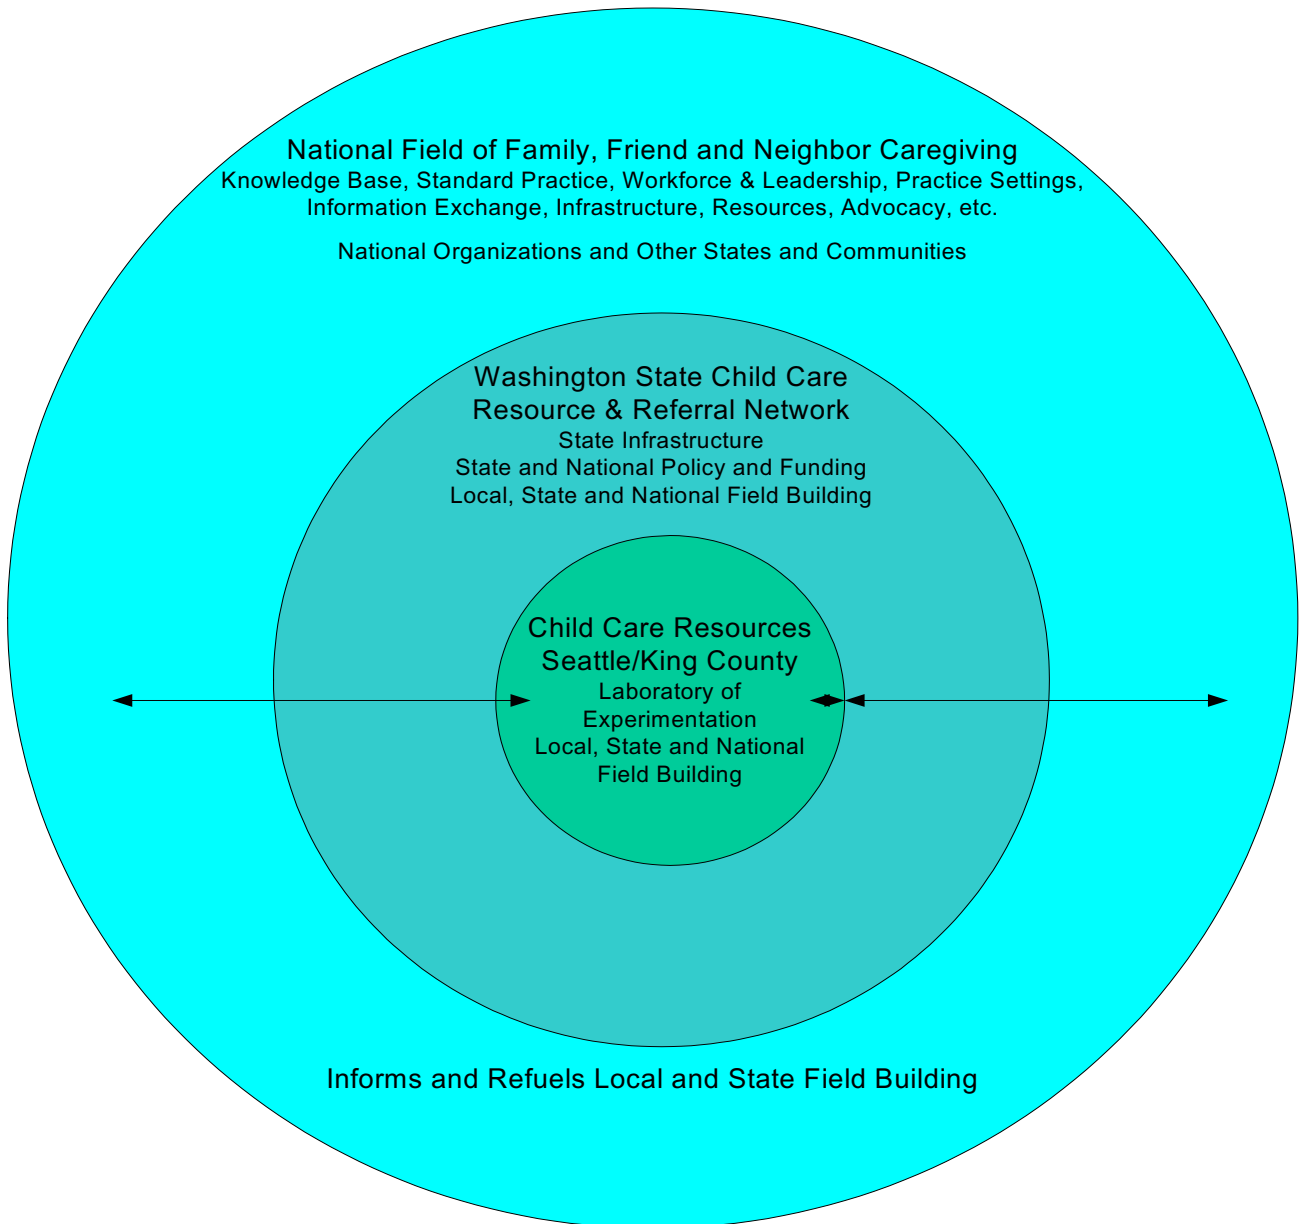 National Field of Family, Friend and Neighbor Caregiving
Knowledge Base, Standard Practice, Workforce & Leadership, Practice Settings,
Information Exchange, Infrastructure, Resources, Advocacy, etc.
National Organizations and Other States and Communities
Washington State Child Care
Resource & Referral Network
State Infrastructure
State and National Policy and Funding
Local, State and National Field Building
Child Care Resources
Seattle/King County
Laboratory of
Experimentation
Local, State and National
Field Building
Informs and Refuels Local and State Field Building